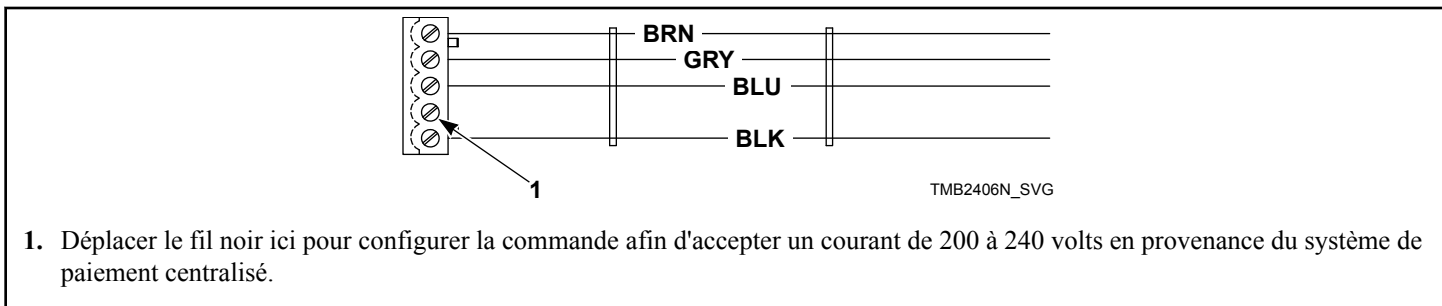 BRN
GRY
BLU
BLK
1
TMB2406N_SVG
1. Déplacer le fil noir ici pour configurer la commande afin d'accepter un courant de 200 à 240 volts en provenance du système de
paiement centralisé.